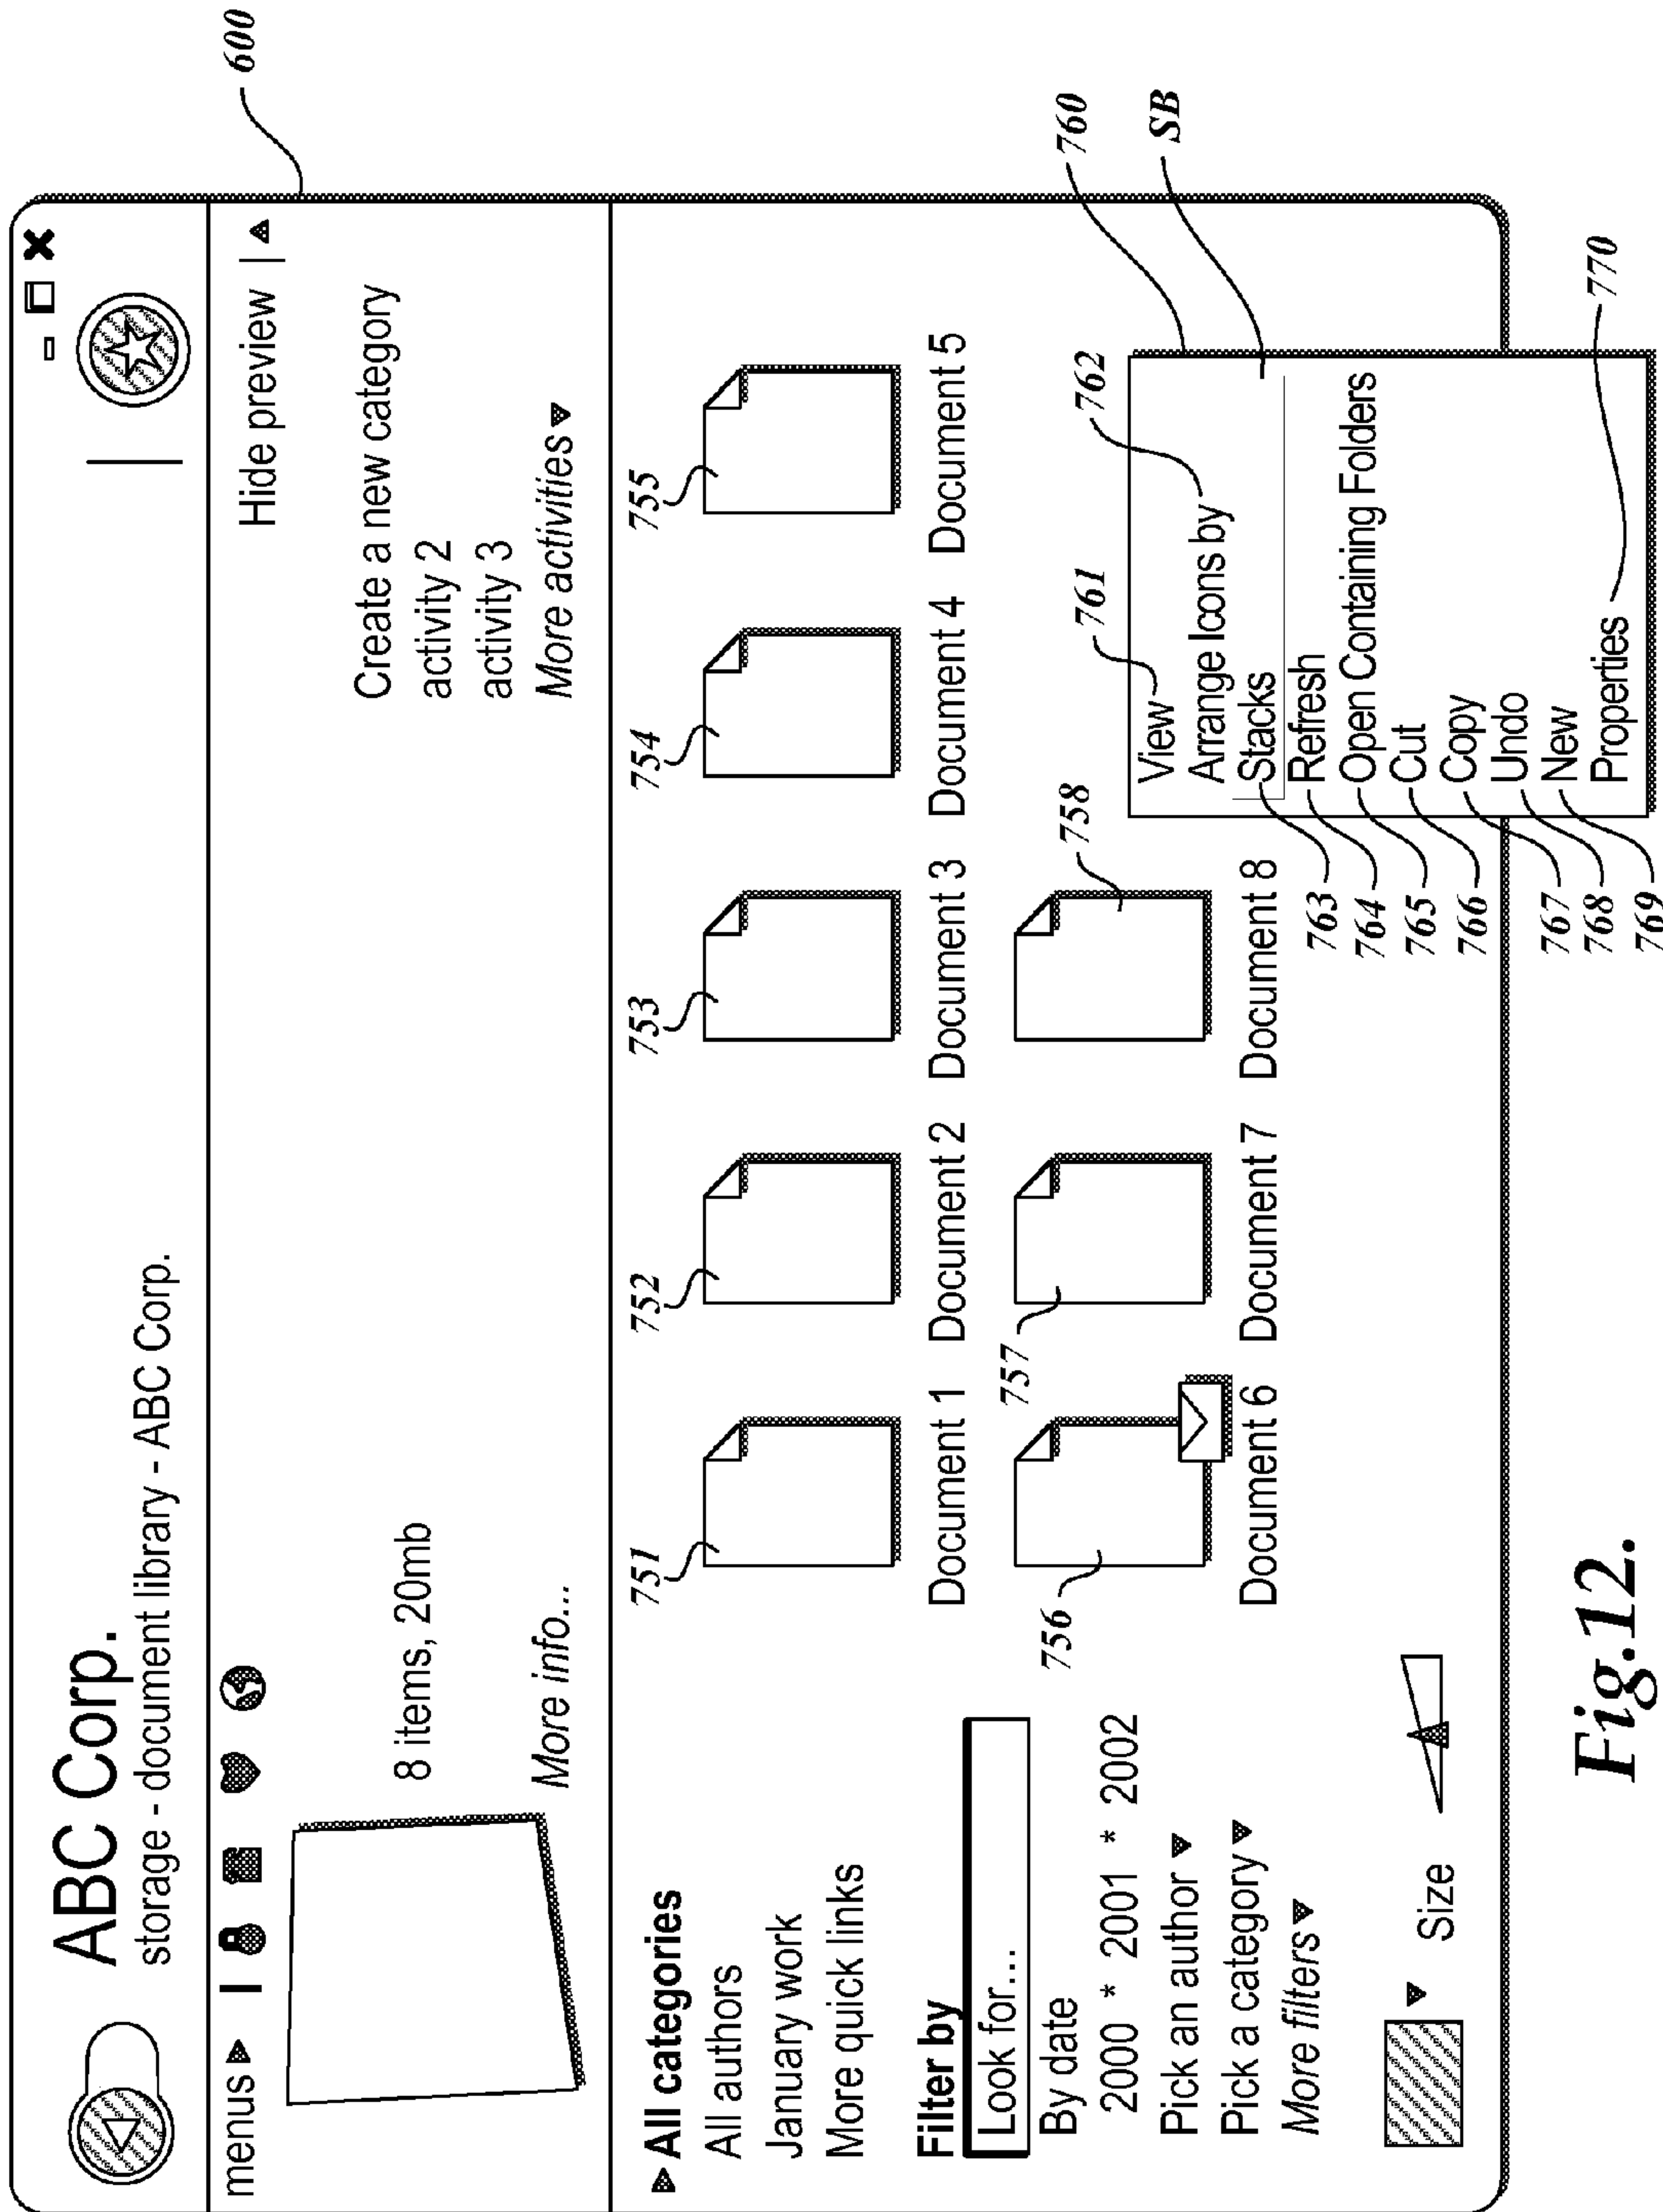 600
ABC Corp.
storage - document library - ABC Corp.
menus
Hide preview
8 items, 20mb
More info...
Create a new category
activity 2
activity 3
More activities
All categories
All authors
January work
More quick links
Filter by
Look for...
By date
2000 * 2001 * 2002
Pick an author
Pick a category
More filters
Size
751 752 753 754 755
Document 1 Document 2 Document 3 Document 4 Document 5
756 757 758
Document 6 Document 7 Document 8
760
SB
761 View
762 Arrange Icons by
763 Stacks
764 Refresh
765 Open Containing Folders
766 Cut
767 Copy
768 Undo
769 New
770 Properties
Fig.12.